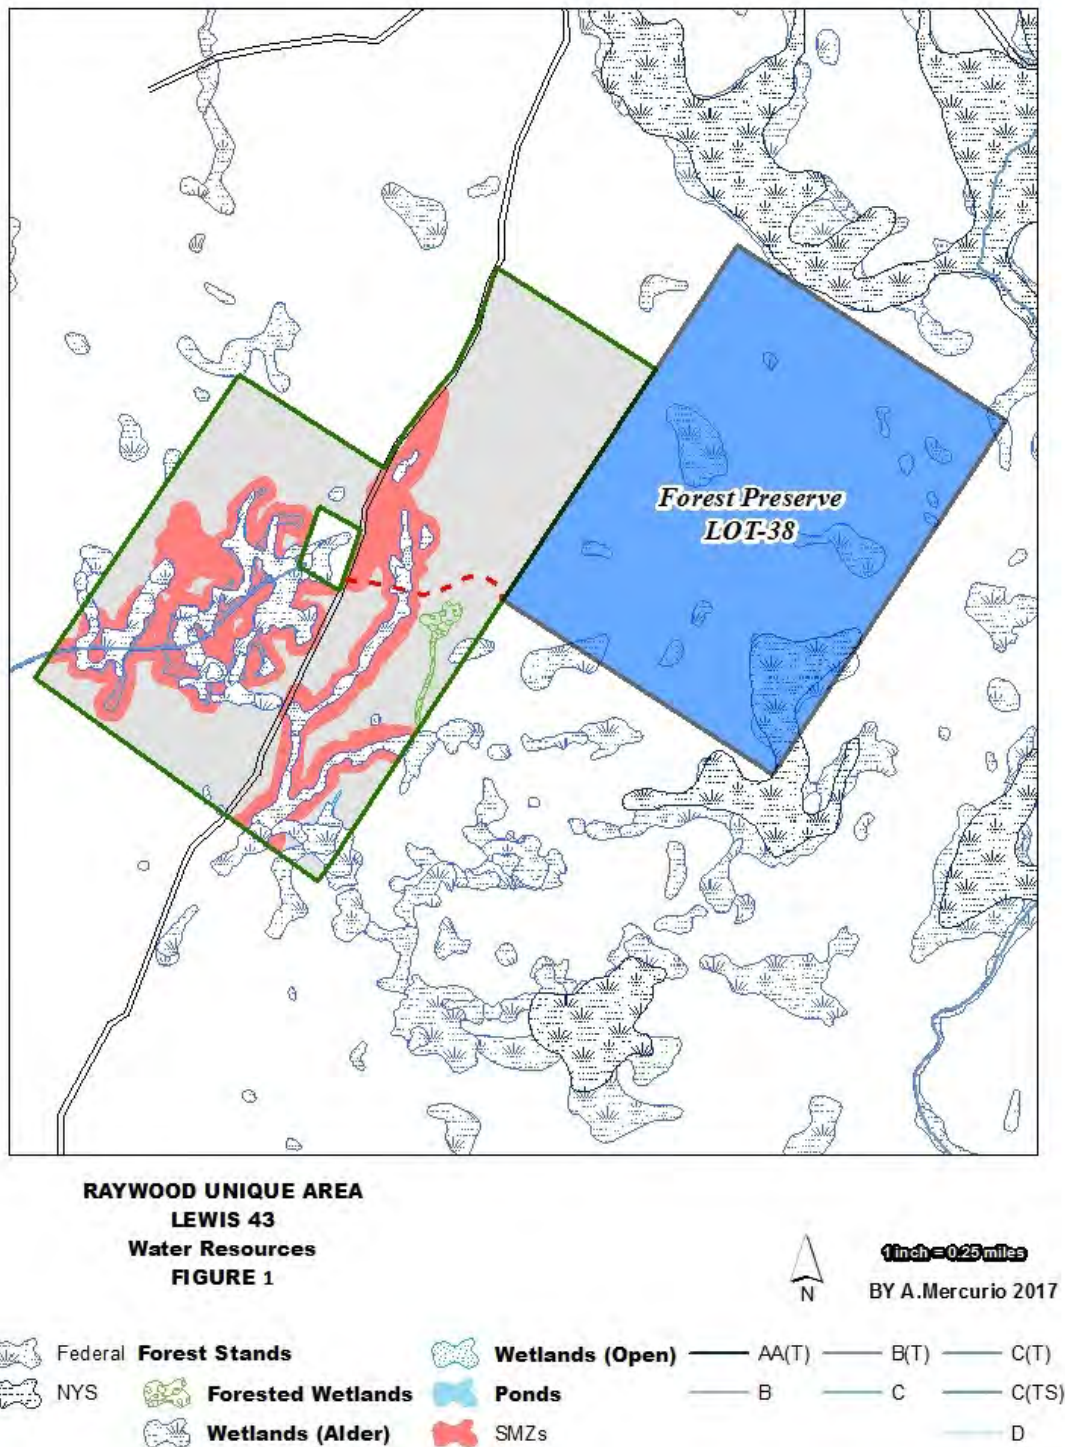 Forest Preserve
LOT-38
RAYWOOD UNIQUE AREA
LEWIS 43
Water Resources
FIGURE 1
N
1 inch = 0.25 miles
BY A.Mercurio 2017
Federal Forest Stands Wetlands (Open) AA(T) B(T) C(T)
NYS Forested Wetlands Ponds B C C(TS)
Wetlands (Alder) SMZs D